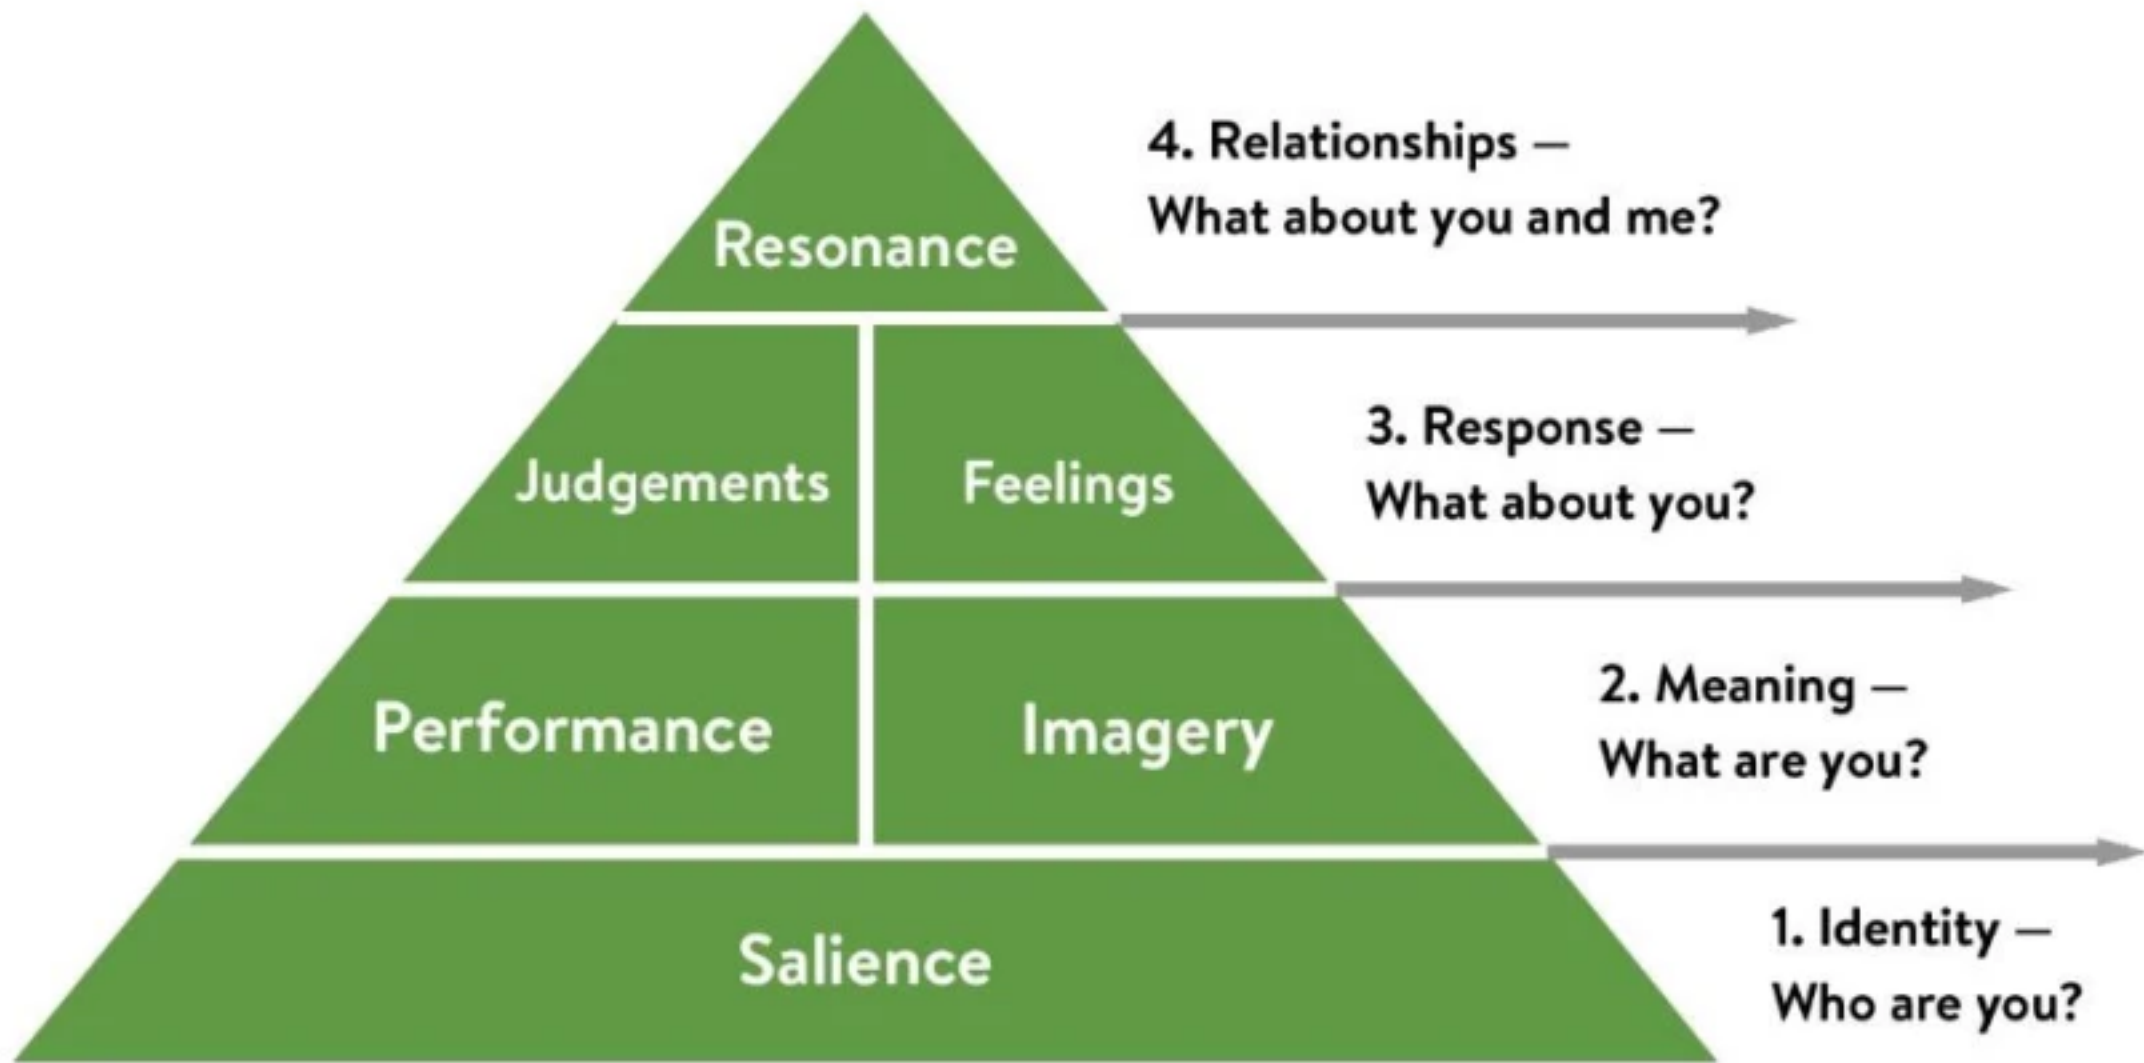 4. Relationships —
What about you and me?
Resonance
3. Response —
What about you?
Judgements
Feelings
2. Meaning —
What are you?
Performance
Imagery
1. Identity —
Who are you?
Salience